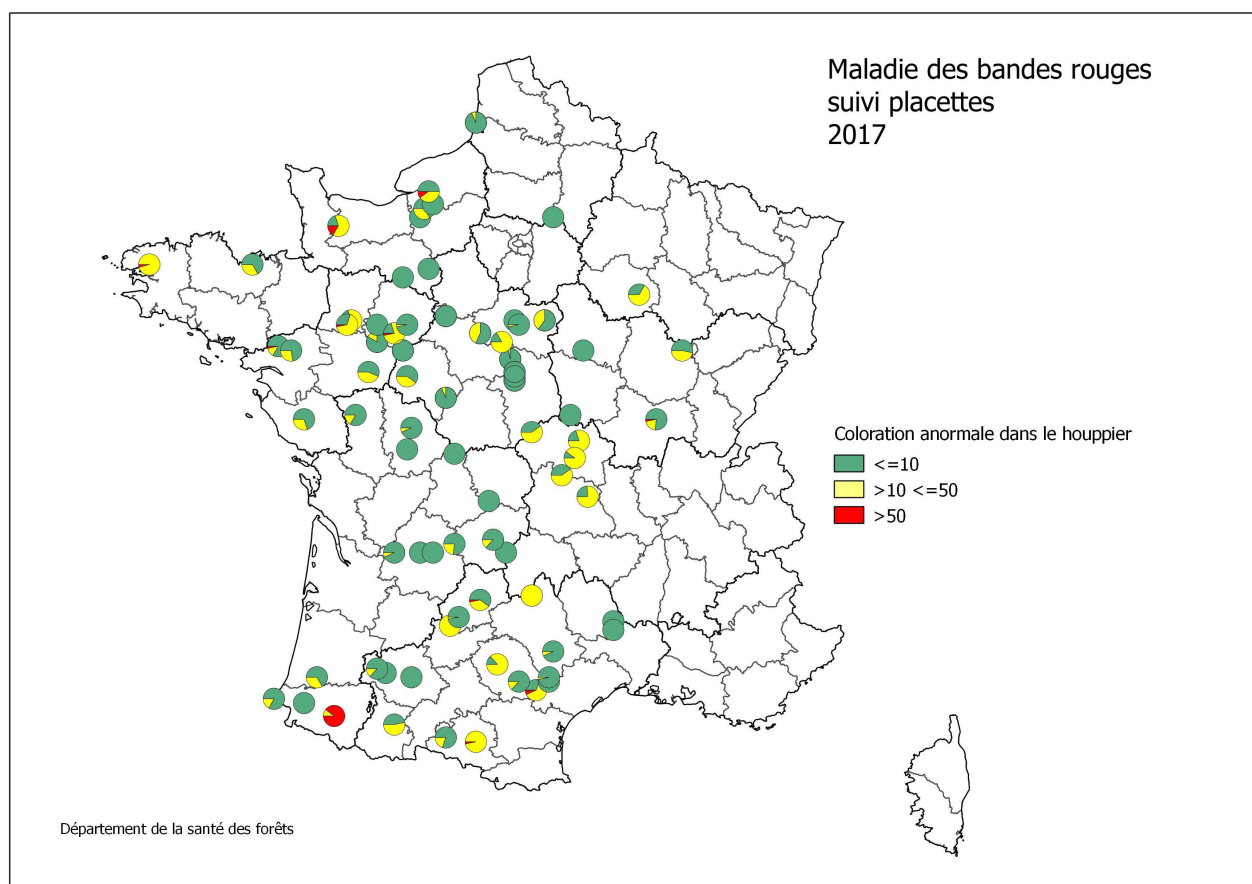 Maladie des bandes rouges
suivi placettes
2017
Coloration anormale dans le houppier
<=10
>10 <=50
>50
Département de la santé des forêts